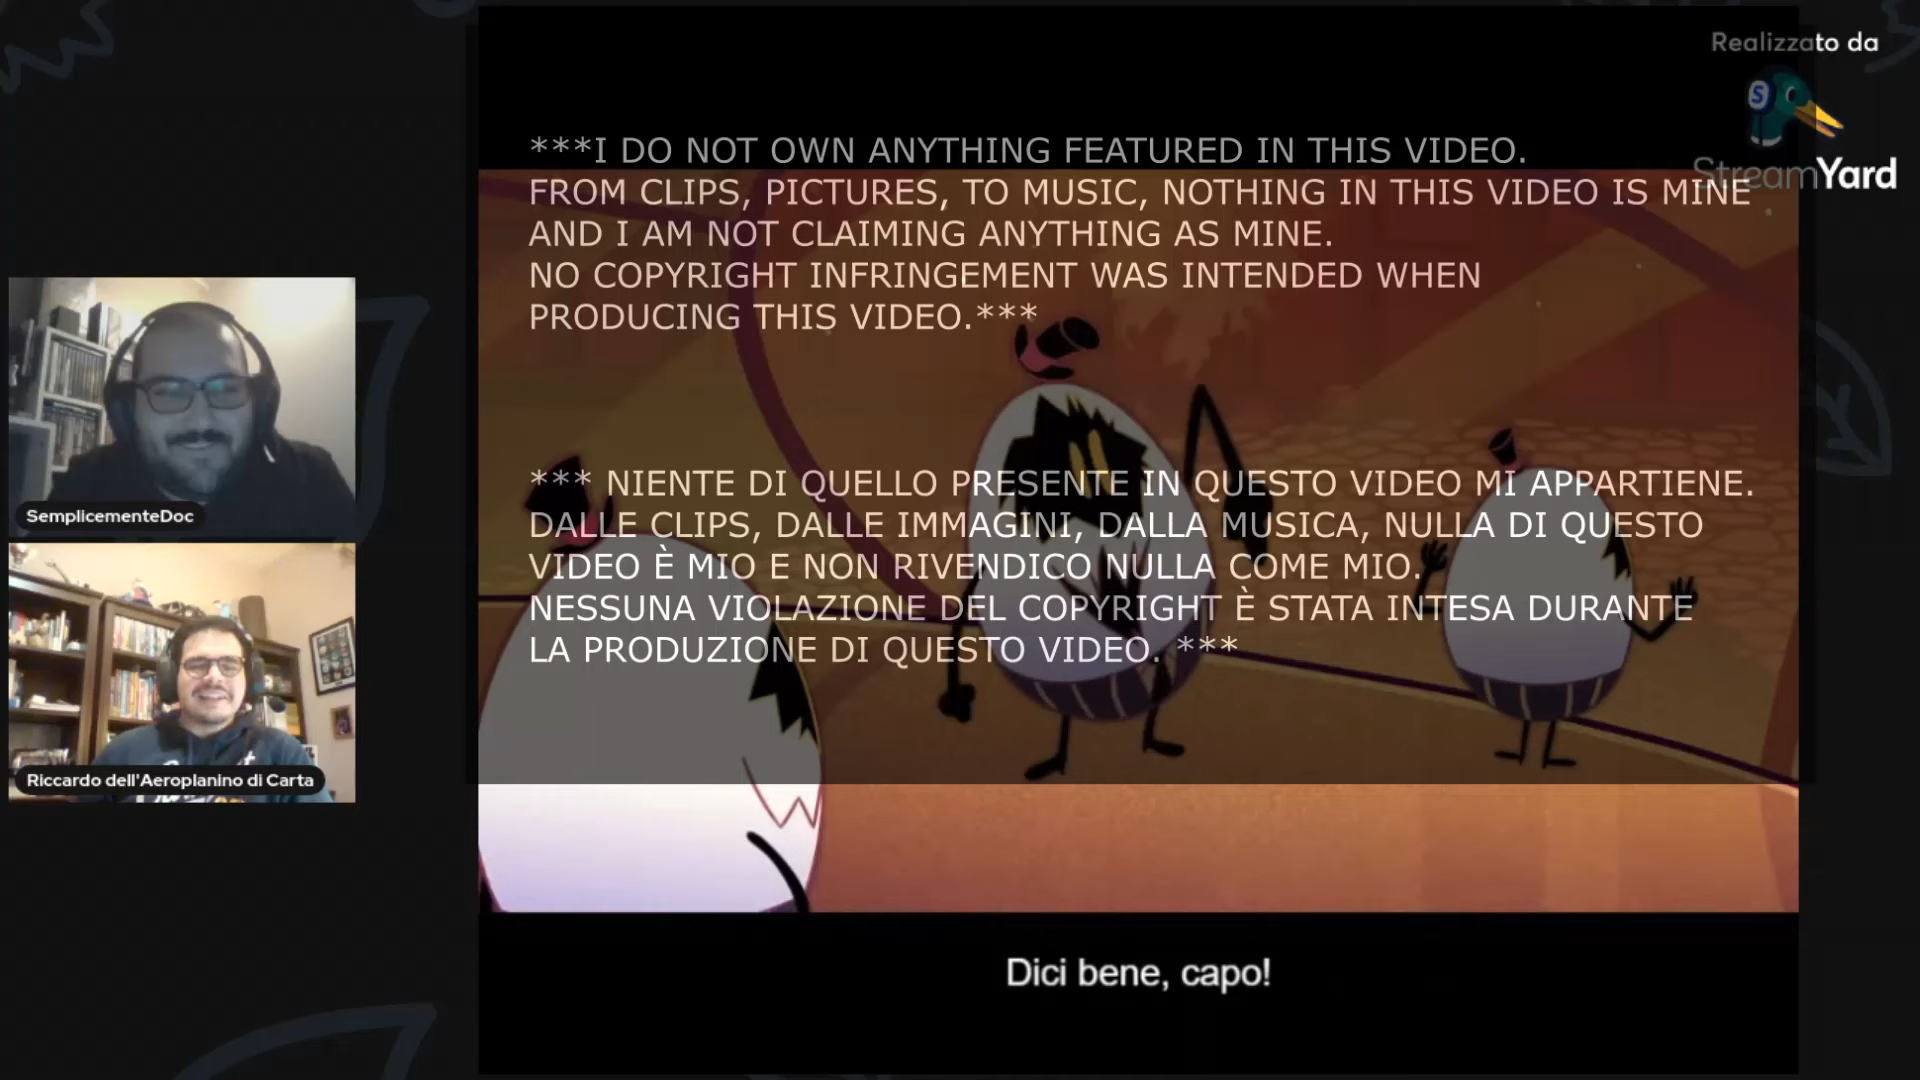 Realizzato da
S
StreamYard
***I DO NOT OWN ANYTHING FEATURED IN THIS VIDEO.
FROM CLIPS, PICTURES, TO MUSIC, NOTHING IN THIS VIDEO IS MINE
AND I AM NOT CLAIMING ANYTHING AS MINE.
NO COPYRIGHT INFRINGEMENT WAS INTENDED WHEN
PRODUCING THIS VIDEO.***
*** NIENTE DI QUELLO PRESENTE IN QUESTO VIDEO MI APPARTIENE.
DALLE CLIPS, DALLE IMMAGINI, DALLA MUSICA, NULLA DI QUESTO
VIDEO È MIO E NON RIVENDICO NULLA COME MIO.
NESSUNA VIOLAZIONE DEL COPYRIGHT È STATA INTESA DURANTE
LA PRODUZIONE DI QUESTO VIDEO. ***
SemplicementeDoc
Riccardo dell'Aeroplanino di Carta
Dici bene, capo!